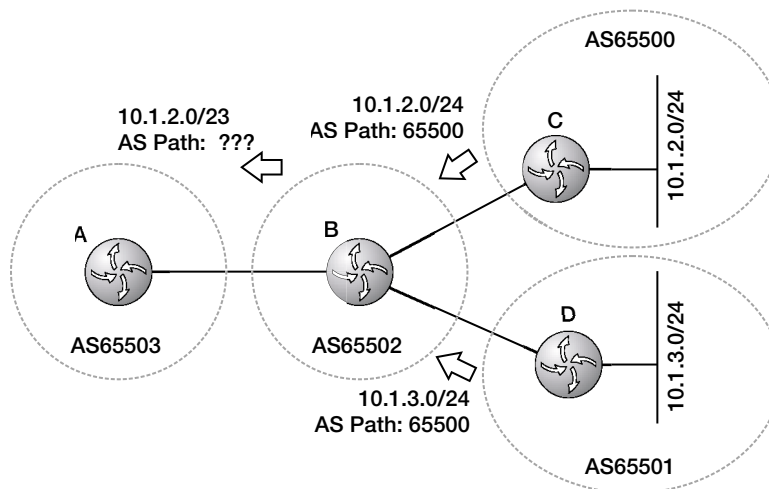 AS65500
10.1.2.0/23
AS Path: ???
10.1.2.0/24
AS Path: 65500
C
10.1.2.0/24
A
B
AS65503
AS65502
D
10.1.3.0/24
10.1.3.0/24
AS Path: 65500
AS65501